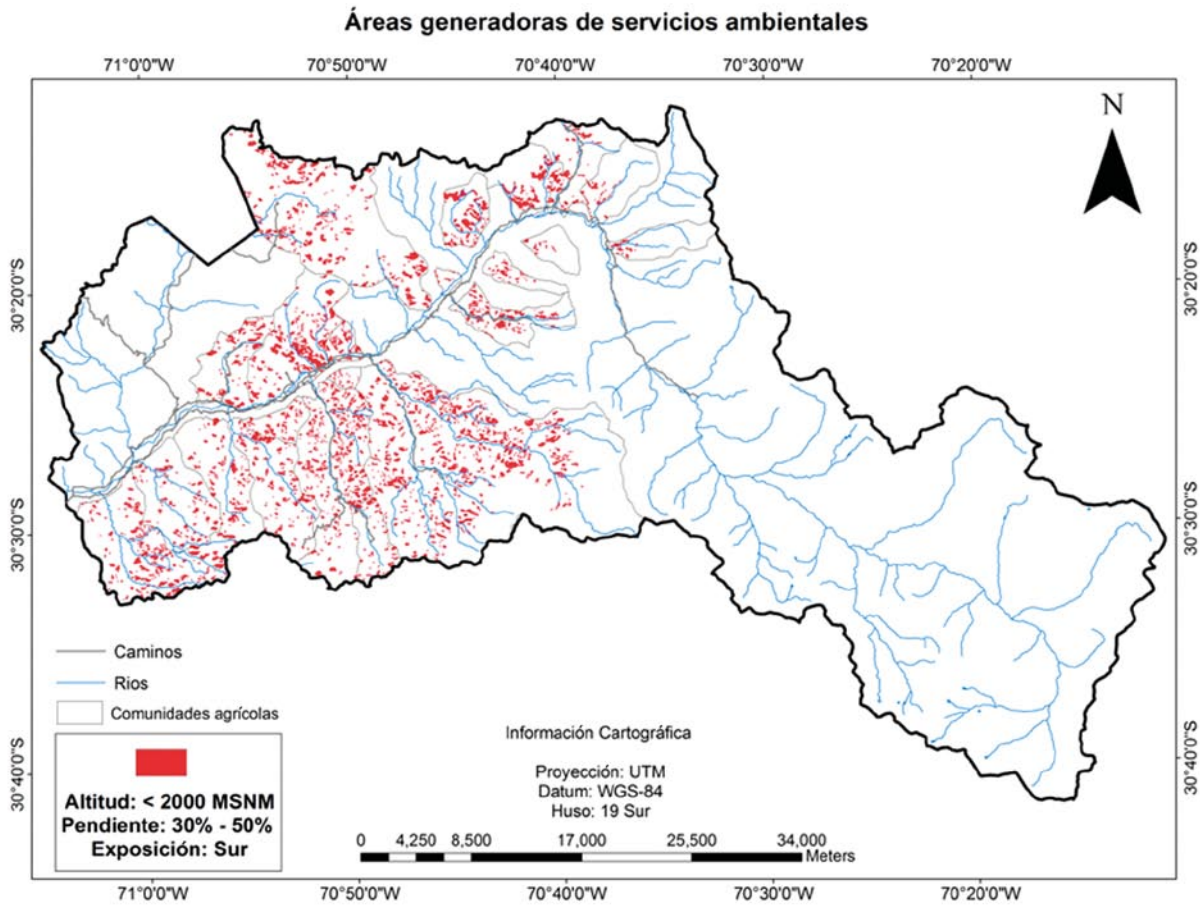 Áreas generadoras de servicios ambientales
71°0'0"W 70°50'0"W 70°40'0"W 70°30'0"W 70°20'0"W
N
30°20'0"S 30°20'0"S
30°30'0"S 30°30'0"S
30°40'0"S 30°40'0"S
Caminos
Rios
Comunidades agrícolas
Altitud: < 2000 MSNM
Pendiente: 30% - 50%
Exposición: Sur
Información Cartográfica
Proyección: UTM
Datum: WGS-84
Huso: 19 Sur
0 4,250 8,500 17,000 25,500 34,000
Meters
71°0'0"W 70°50'0"W 70°40'0"W 70°30'0"W 70°20'0"W